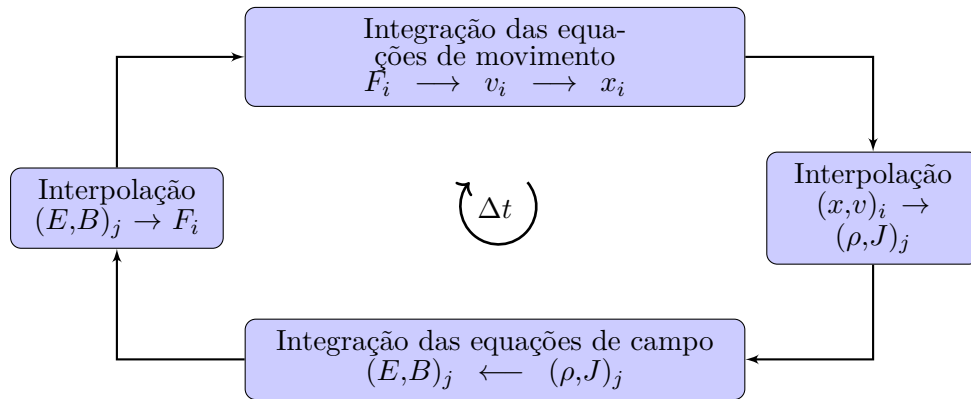 Integração das equa-
ções de movimento
F_i ⟶ v_i ⟶ x_i
Interpolação
(E,B)_j → F_i
Δt
Interpolação
(x,v)_i →
(ρ,J)_j
Integração das equações de campo
(E,B)_j ⟵ (ρ,J)_j